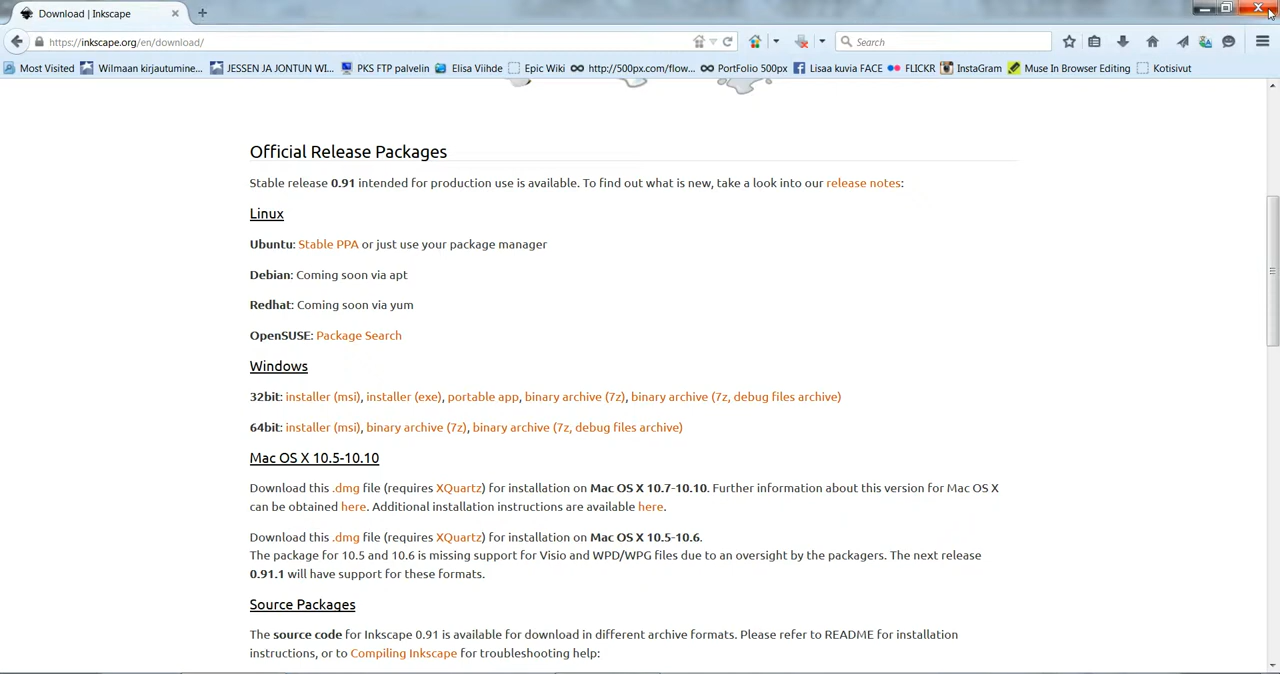 Download | Inkscape
https://inkscape.org/en/download/
Search
Most Visited Wilmaan kirjautumine... JESSEN JA JONTUN WI... PKS FTP palvelin Elisa Viihde Epic Wiki http://500px.com/flow... PortFolio 500px Lisaa kuvia FACE FLICKR InstaGram Muse In Browser Editing Kotisivut
Official Release Packages
Stable release 0.91 intended for production use is available. To find out what is new, take a look into our release notes:
Linux
Ubuntu: Stable PPA or just use your package manager
Debian: Coming soon via apt
Redhat: Coming soon via yum
OpenSUSE: Package Search
Windows
32bit: installer (msi), installer (exe), portable app, binary archive (7z), binary archive (7z, debug files archive)
64bit: installer (msi), binary archive (7z), binary archive (7z, debug files archive)
Mac OS X 10.5-10.10
Download this .dmg file (requires XQuartz) for installation on Mac OS X 10.7-10.10. Further information about this version for Mac OS X
can be obtained here. Additional installation instructions are available here.
Download this .dmg file (requires XQuartz) for installation on Mac OS X 10.5-10.6.
The package for 10.5 and 10.6 is missing support for Visio and WPD/WPG files due to an oversight by the packagers. The next release
0.91.1 will have support for these formats.
Source Packages
The source code for Inkscape 0.91 is available for download in different archive formats. Please refer to README for installation
instructions, or to Compiling Inkscape for troubleshooting help: